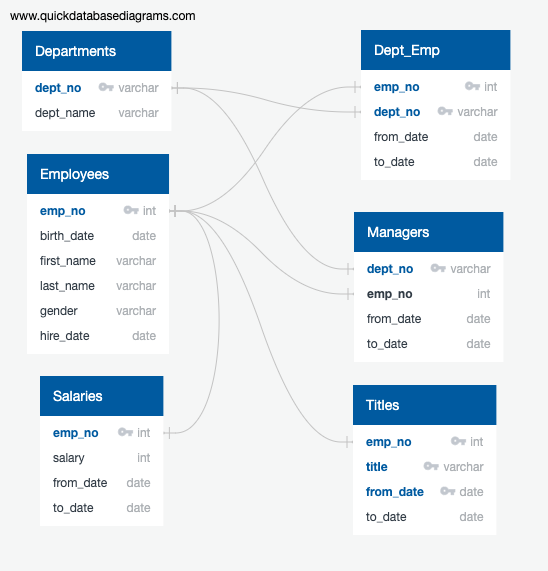 www.quickdatabasediagrams.com
Departments
dept_no varchar
dept_name varchar
Dept_Emp
emp_no int
dept_no varchar
from_date date
to_date date
Employees
emp_no int
birth_date date
first_name varchar
last_name varchar
gender varchar
hire_date date
Managers
dept_no varchar
emp_no int
from_date date
to_date date
Salaries
emp_no int
salary int
from_date date
to_date date
Titles
emp_no int
title varchar
from_date date
to_date date